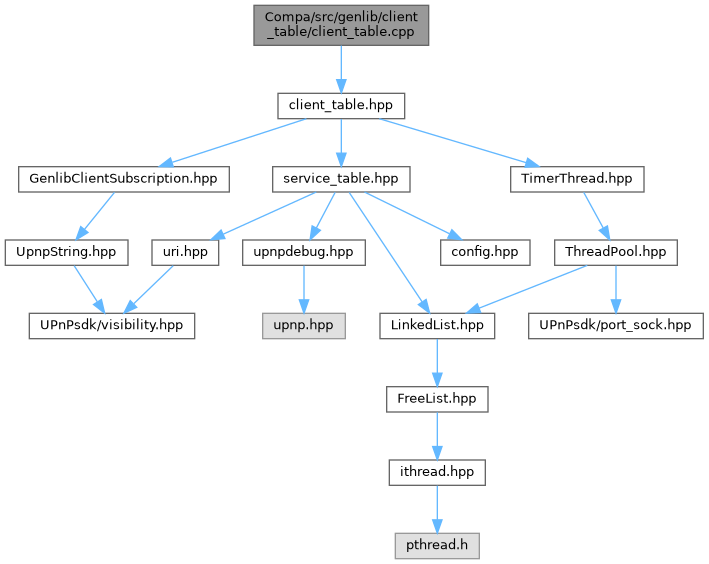 Compa/src/genlib/client
_table/client_table.cpp
client_table.hpp
GenlibClientSubscription.hpp
service_table.hpp
TimerThread.hpp
UpnpString.hpp
uri.hpp
upnpdebug.hpp
config.hpp
ThreadPool.hpp
UPnPsdk/visibility.hpp
upnp.hpp
LinkedList.hpp
UPnPsdk/port_sock.hpp
FreeList.hpp
ithread.hpp
pthread.h